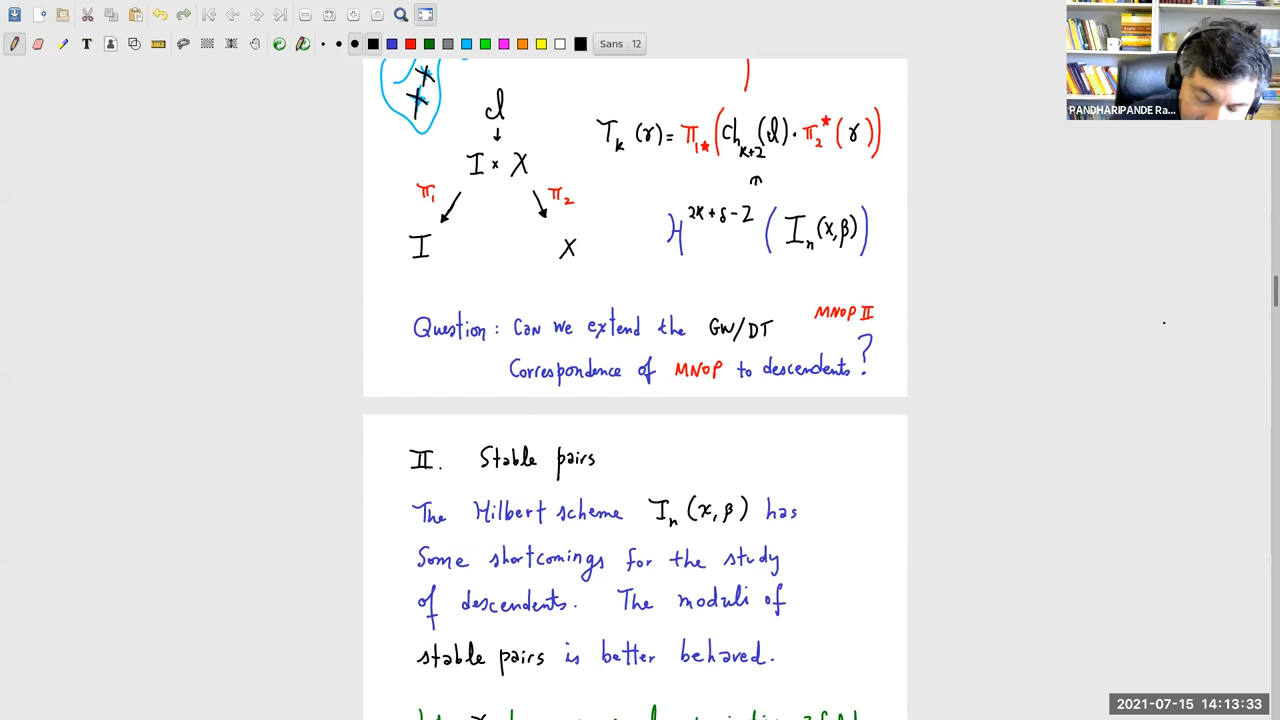 Sans 12
PANDHARIPANDE Ra...
𝓘
↓
I × X
π₁ π₂
I X
T_k(γ) = π₁*(ch_{k+2}(𝓘) · π₂*(γ))
H^{2k+δ-2}(I_n(X,β))
Question: Can we extend the GW/DT MNOP II
Correspondence of MNOP to descendents?
II. Stable pairs
The Hilbert scheme I_n(X,β) has
some shortcomings for the study
of descendents. The moduli of
stable pairs is better behaved.
2021-07-15 14:13:33